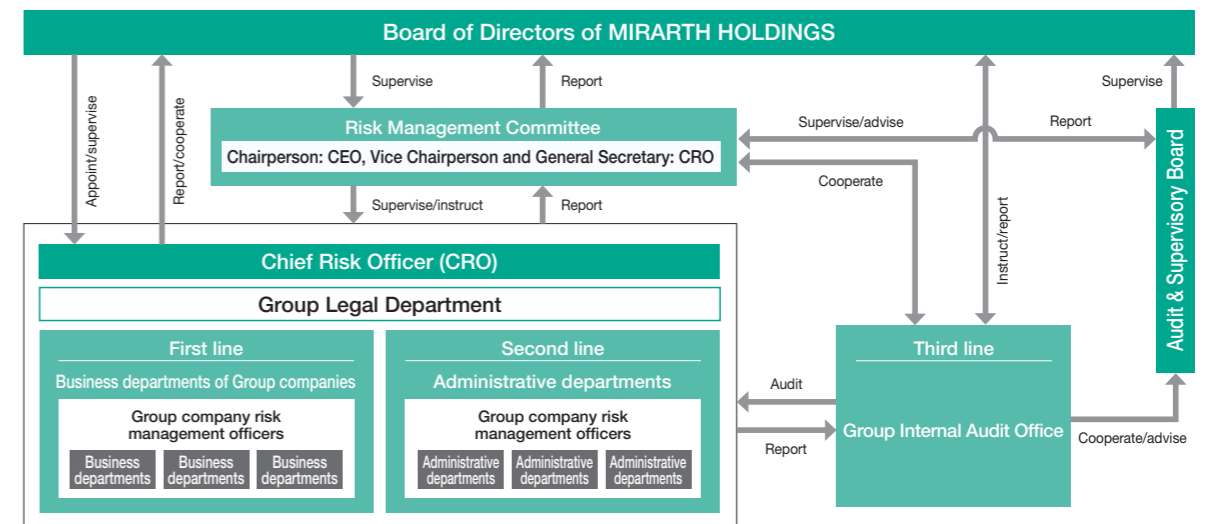 Board of Directors of MIRARTH HOLDINGS
Appoint/supervise
Report/cooperate
Supervise
Report
Supervise
Risk Management Committee
Chairperson: CEO, Vice Chairperson and General Secretary: CRO
Supervise/advise
Report
Cooperate
Instruct/report
Audit & Supervisory Board
Supervise/instruct
Report
Chief Risk Officer (CRO)
Group Legal Department
First line
Business departments of Group companies
Group company risk
management officers
Business
departments
Business
departments
Business
departments
Second line
Administrative departments
Group company risk
management officers
Administrative
departments
Administrative
departments
Administrative
departments
Audit
Report
Third line
Group Internal Audit Office
Cooperate/advise